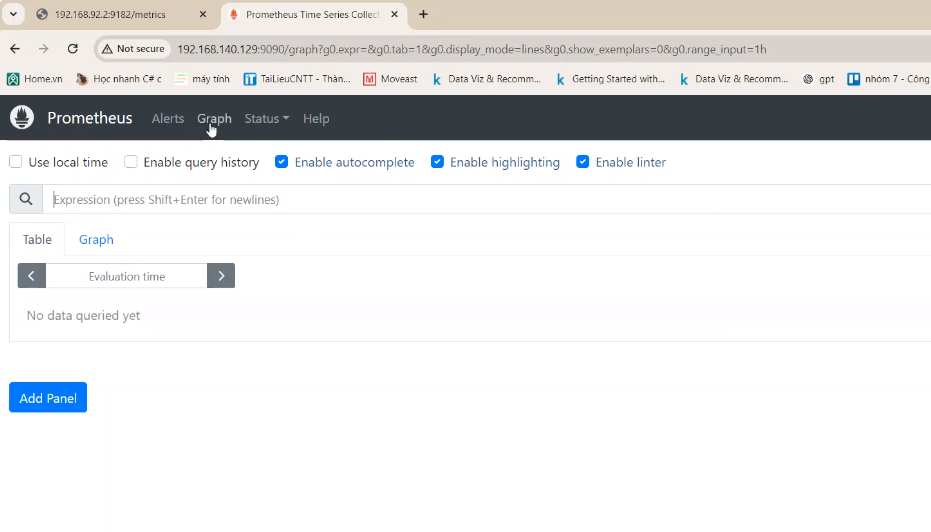 192.168.92.2:9182/metrics
Prometheus Time Series Collect
Not secure
192.168.140.129:9090/graph?g0.expr=&g0.tab=1&g0.display_mode=lines&g0.show_exemplars=0&g0.range_input=1h
Home.vn Học nhanh C# c máy tính TaiLieuCNTT - Thàn... Moveast Data Viz & Recomm... Getting Started with... Data Viz & Recomm... gpt nhóm 7 - Công
Prometheus Alerts Graph Status Help
Use local time Enable query history Enable autocomplete Enable highlighting Enable linter
Expression (press Shift+Enter for newlines)
Table Graph
Evaluation time
No data queried yet
Add Panel